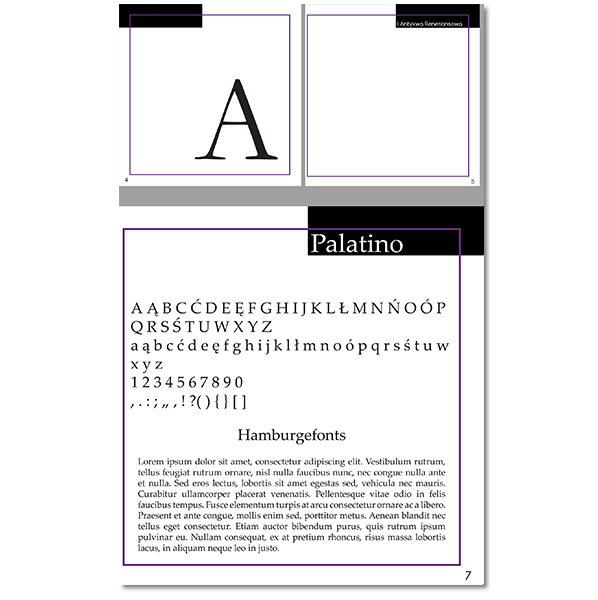 I Antykwa Renesansowa
A
4
5
Palatino
A Ą B C Ć D E Ę F G H I J K L Ł M N Ń O Ó P
Q R S Ś T U W X Y Z
a ą b c ć d e ę f g h i j k l ł m n o ó p q r s ś t u w
x y z
1 2 3 4 5 6 7 8 9 0
, . : ; „ , ! ? ( ) { } [ ]
Hamburgefonts
Lorem ipsum dolor sit amet, consectetur adipiscing elit. Vestibulum rutrum,
tellus feugiat rutrum ornare, nisl nulla faucibus nunc, nec congue nulla ante
et nulla. Sed eros lectus, lobortis sit amet egestas sed, vehicula nec mauris.
Curabitur ullamcorper placerat venenatis. Pellentesque vitae odio in felis
faucibus tempus. Fusce elementum turpis at arcu consectetur ornare ac a libero.
Praesent et ante congue, mollis enim sed, porttitor metus. Aenean blandit nec
tellus eget consectetur. Etiam auctor bibendum purus, quis rutrum ipsum
pulvinar eu. Nullam consequat, ex at pretium rhoncus, risus massa lobortis
lacus, in aliquam neque leo in justo.
7